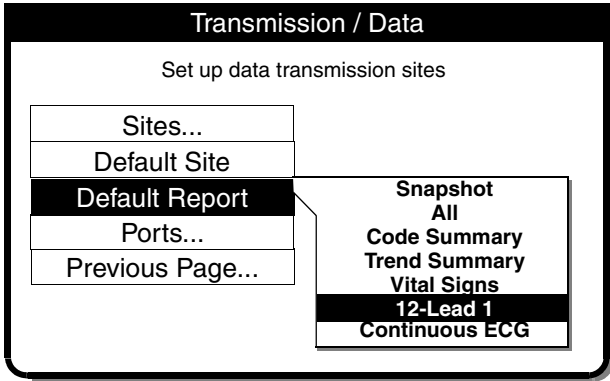 Transmission / Data
Set up data transmission sites
Sites...
Default Site
Default Report
Ports...
Previous Page...
Snapshot
All
Code Summary
Trend Summary
Vital Signs
12-Lead 1
Continuous ECG